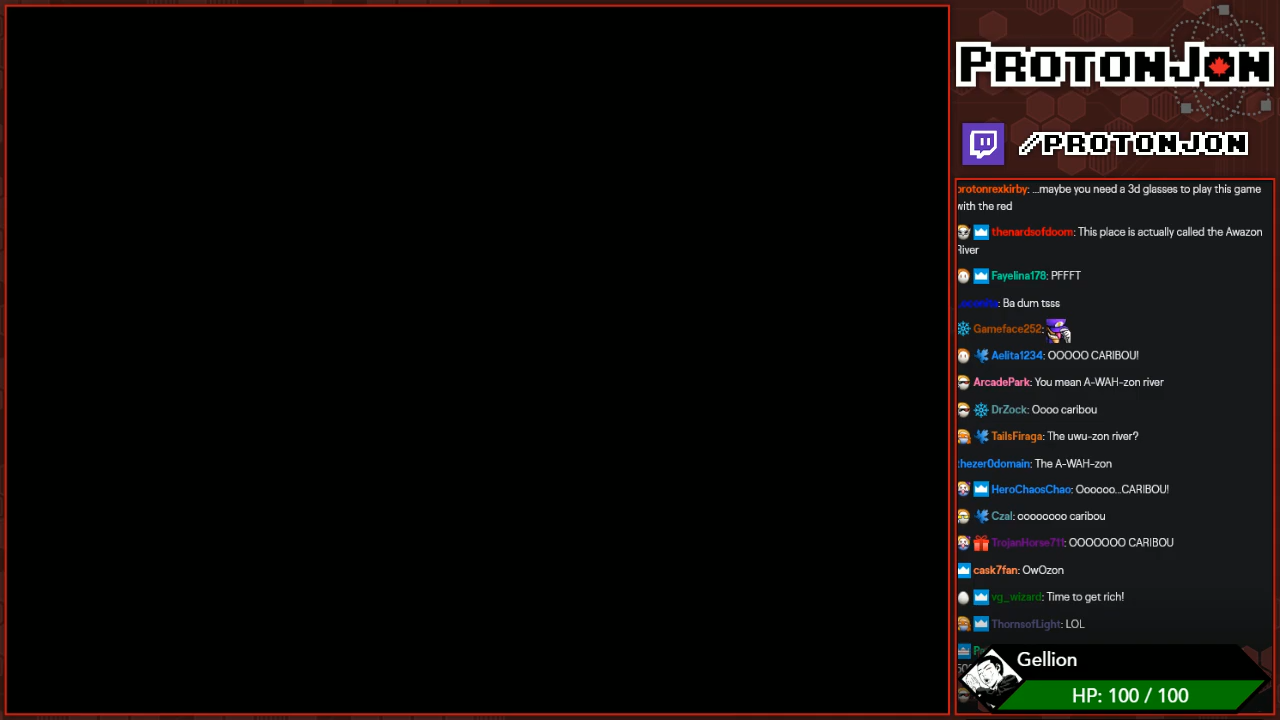 PROTONJON
/PROTONJON
protonrexkirby: ...maybe you need a 3d glasses to play this game
with the red
thenardsofdoom: This place is actually called the Awazon
River
Fayelina178: PFFFT
: Ba dum tsss
Gameface252:
Aelita1234: OOOOO CARIBOU!
ArcadePark: You mean A-WAH-zon river
DrZock: Oooo caribou
TailsFiraga: The uwu-zon river?
thezer0domain: The A-WAH-zon
HeroChaosChao: Oooooo...CARIBOU!
Czal: oooooooo caribou
TrojanHorse711: OOOOOOO CARIBOU
cask7fan: OwOzon
vg_wizard: Time to get rich!
ThornsofLight: LOL
Gellion
HP: 100 / 100